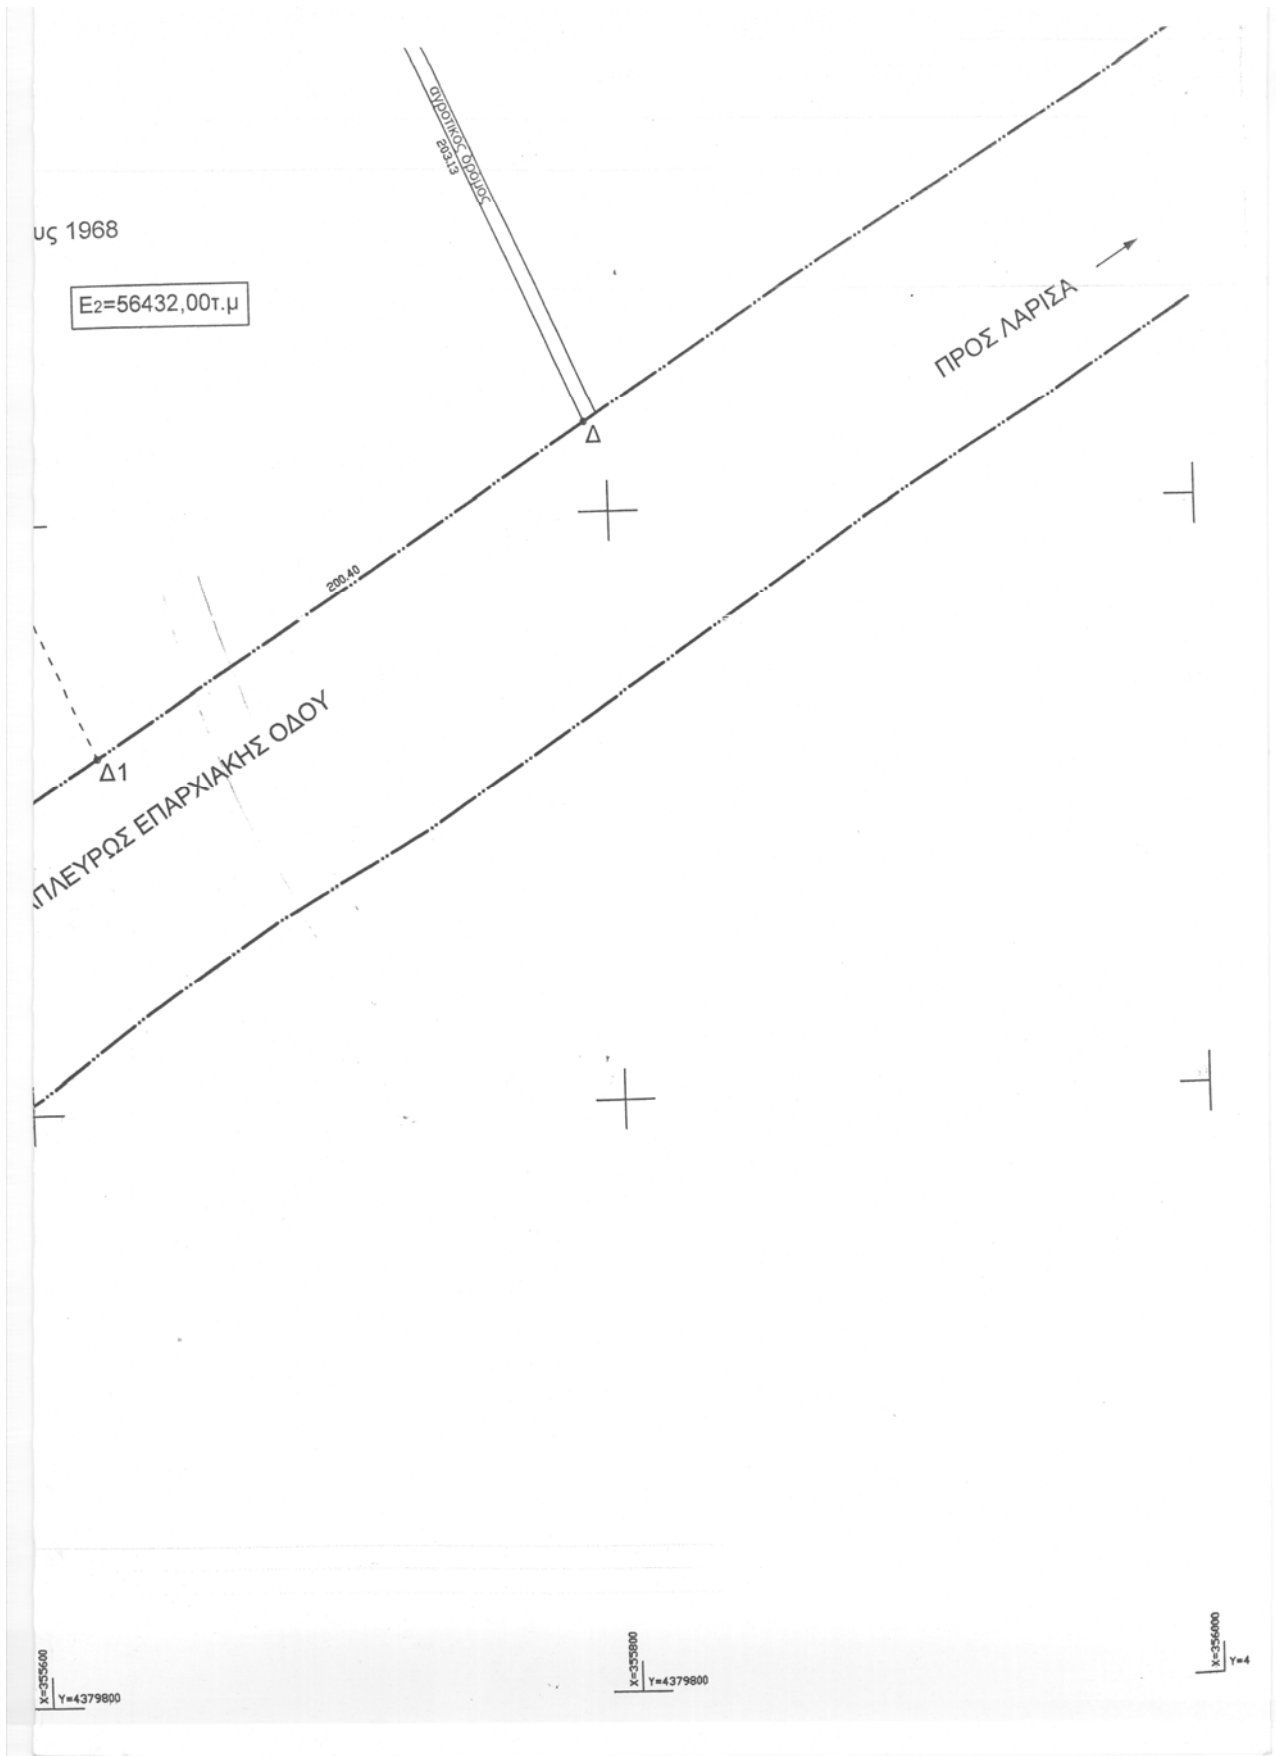 αγροτικος δρόμος
203.13
υς 1968
E2=56432,00τ.μ
ΠΡΟΣ ΛΑΡΙΣΑ
Δ
200.40
Δ1
ΠΛΕΥΡΩΣ ΕΠΑΡΧΙΑΚΗΣ ΟΔΟΥ
X=355600
Y=4379800
X=355800
Y=4379800
X=356000
Y=4